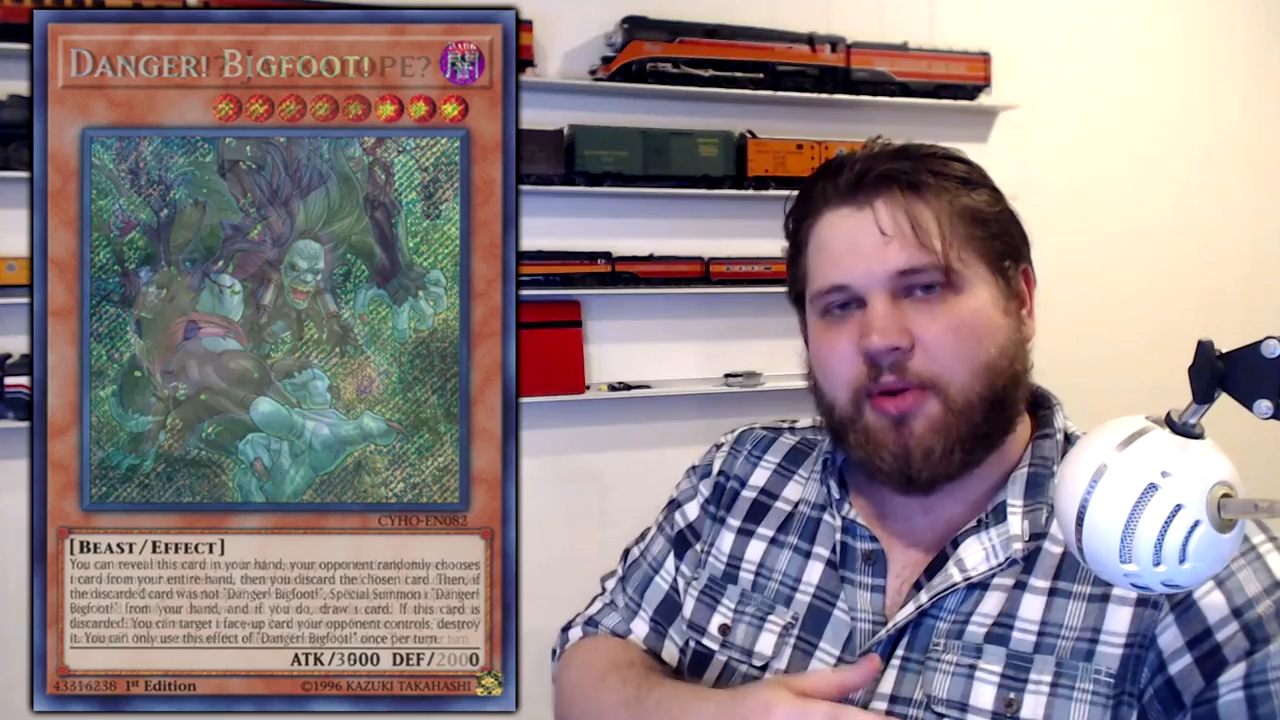 DANGER! BIGFOOT!
DARK
CYHO-EN082
[BEAST/EFFECT]
You can reveal this card in your hand, your opponent randomly chooses
1 card from your entire hand, then you discard the chosen card. Then, if
the discarded card was not "Danger! Bigfoot!", Special Summon 1 "Danger!
Bigfoot!" from your hand, and if you do, draw 1 card. If this card is
discarded: You can target 1 face-up card your opponent controls; destroy
it. You can only use this effect of "Danger! Bigfoot!" once per turn.
ATK/3000 DEF/2000
43316238 1st Edition ©1996 KAZUKI TAKAHASHI